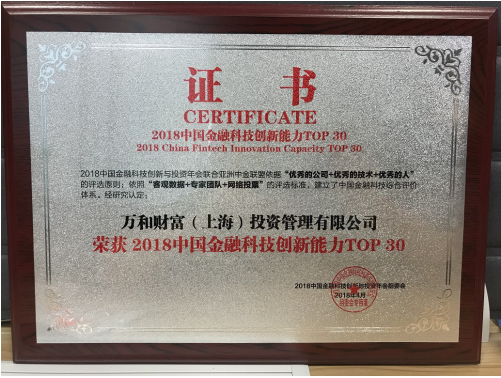 证书
CERTIFICATE
2018中国金融科技创新能力TOP 30
2018 China Fintech Innovation Capacity TOP 30
2018中国金融科技创新与投资年会联合亚洲中金联盟依据“优秀的公司+优秀的技术+优秀的人”
的评选原则；依照“客观数据+专家团队+网络投票”的评选标准，建立了中国金融科技综合评价
体系。经研究认定：
万和财富（上海）投资管理有限公司
荣获 2018中国金融科技创新能力TOP 30
2018中国金融科技创新与投资年会组委会
2018年4月